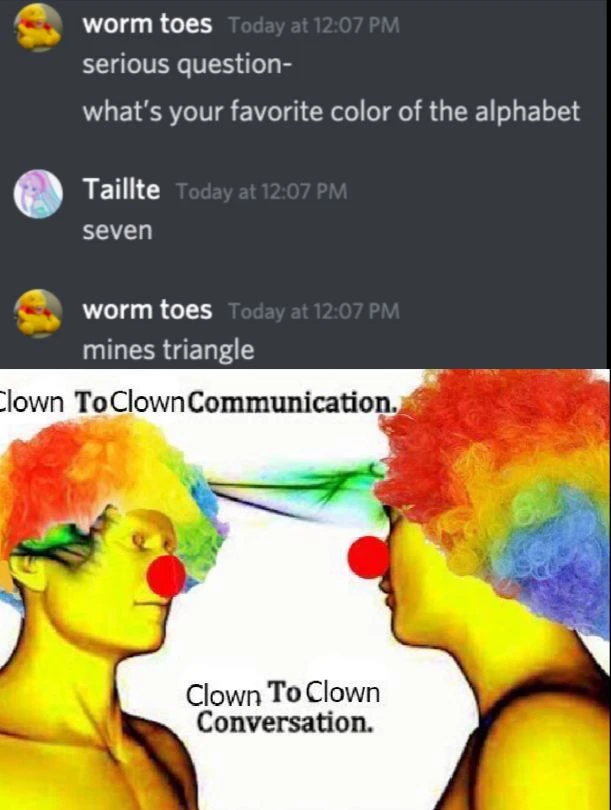 worm toes Today at 12:07 PM
serious question-
what's your favorite color of the alphabet
Taillte Today at 12:07 PM
seven
worm toes Today at 12:07 PM
mines triangle
Clown To Clown Communication.
Clown To Clown
Conversation.